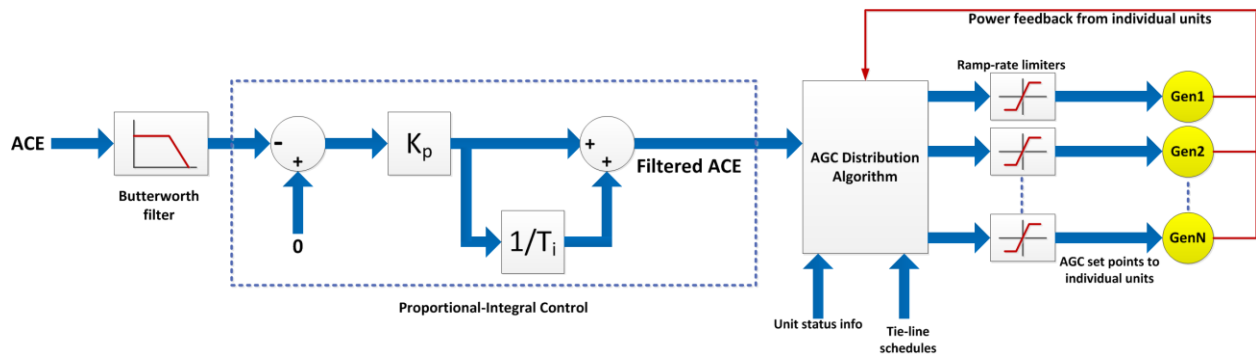 Power feedback from individual units
Ramp-rate limiters
Gen1
ACE
-
+
Kp
+
+
Filtered ACE
AGC Distribution
Algorithm
Gen2
Butterworth
filter
0
1/Ti
GenN
AGC set points to
individual units
Proportional-Integral Control
Unit status info
Tie-line
schedules